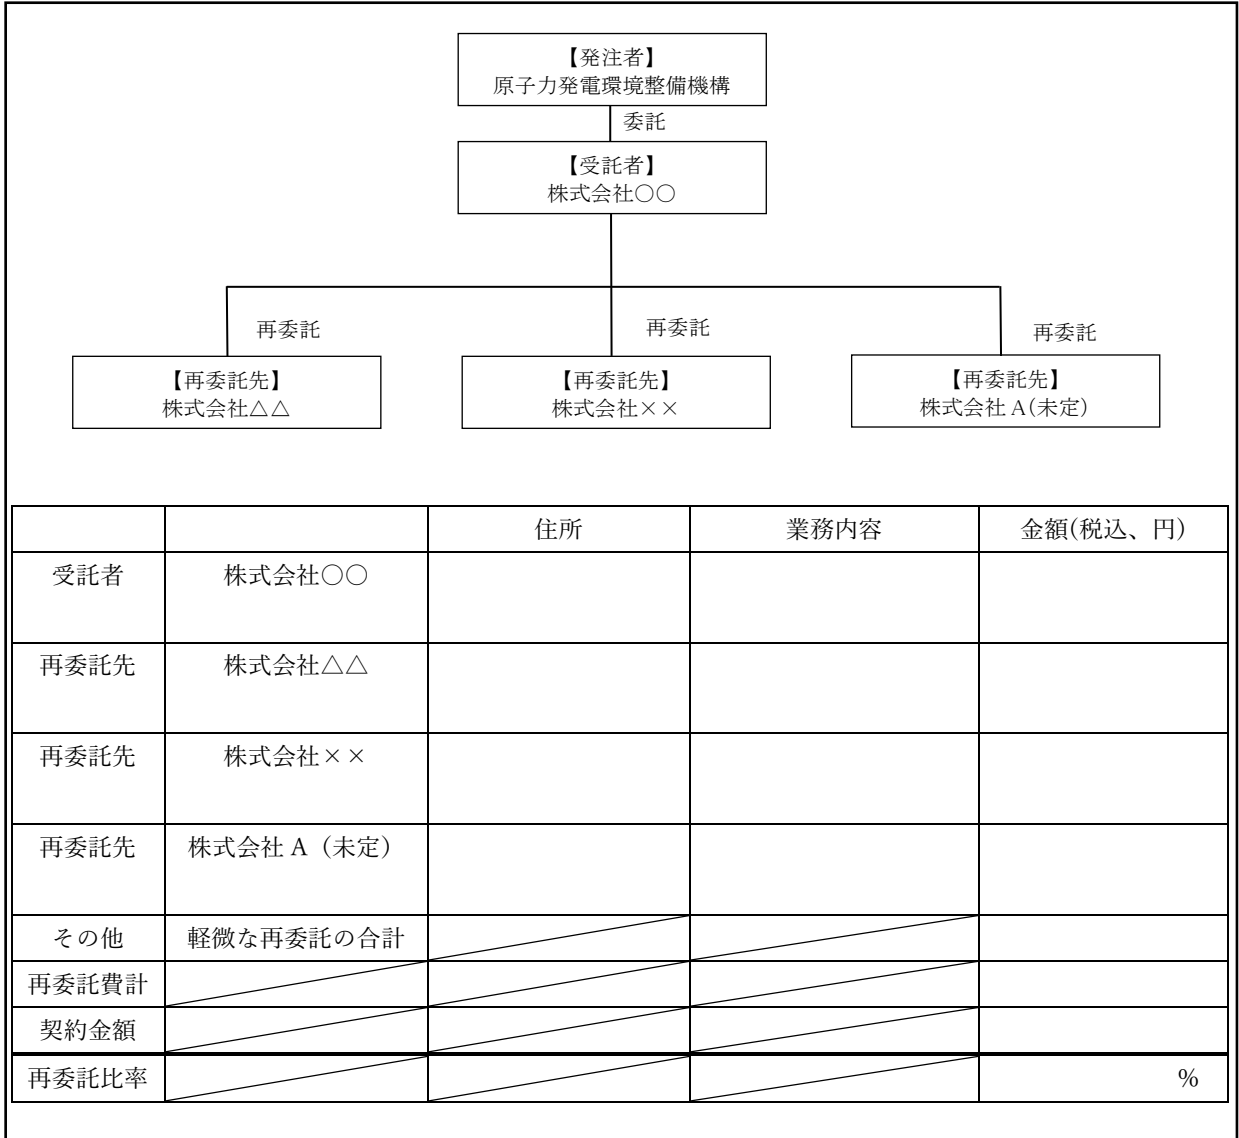 【発注者】
原子力発電環境整備機構
委託
【受託者】
株式会社○○
再委託
再委託
再委託
【再委託先】
株式会社△△
【再委託先】
株式会社××
【再委託先】
株式会社A(未定)
住所 業務内容 金額(税込、円)
受託者 株式会社○○
再委託先 株式会社△△
再委託先 株式会社××
再委託先 株式会社 A（未定）
その他 軽微な再委託の合計
再委託費計
契約金額
再委託比率 %